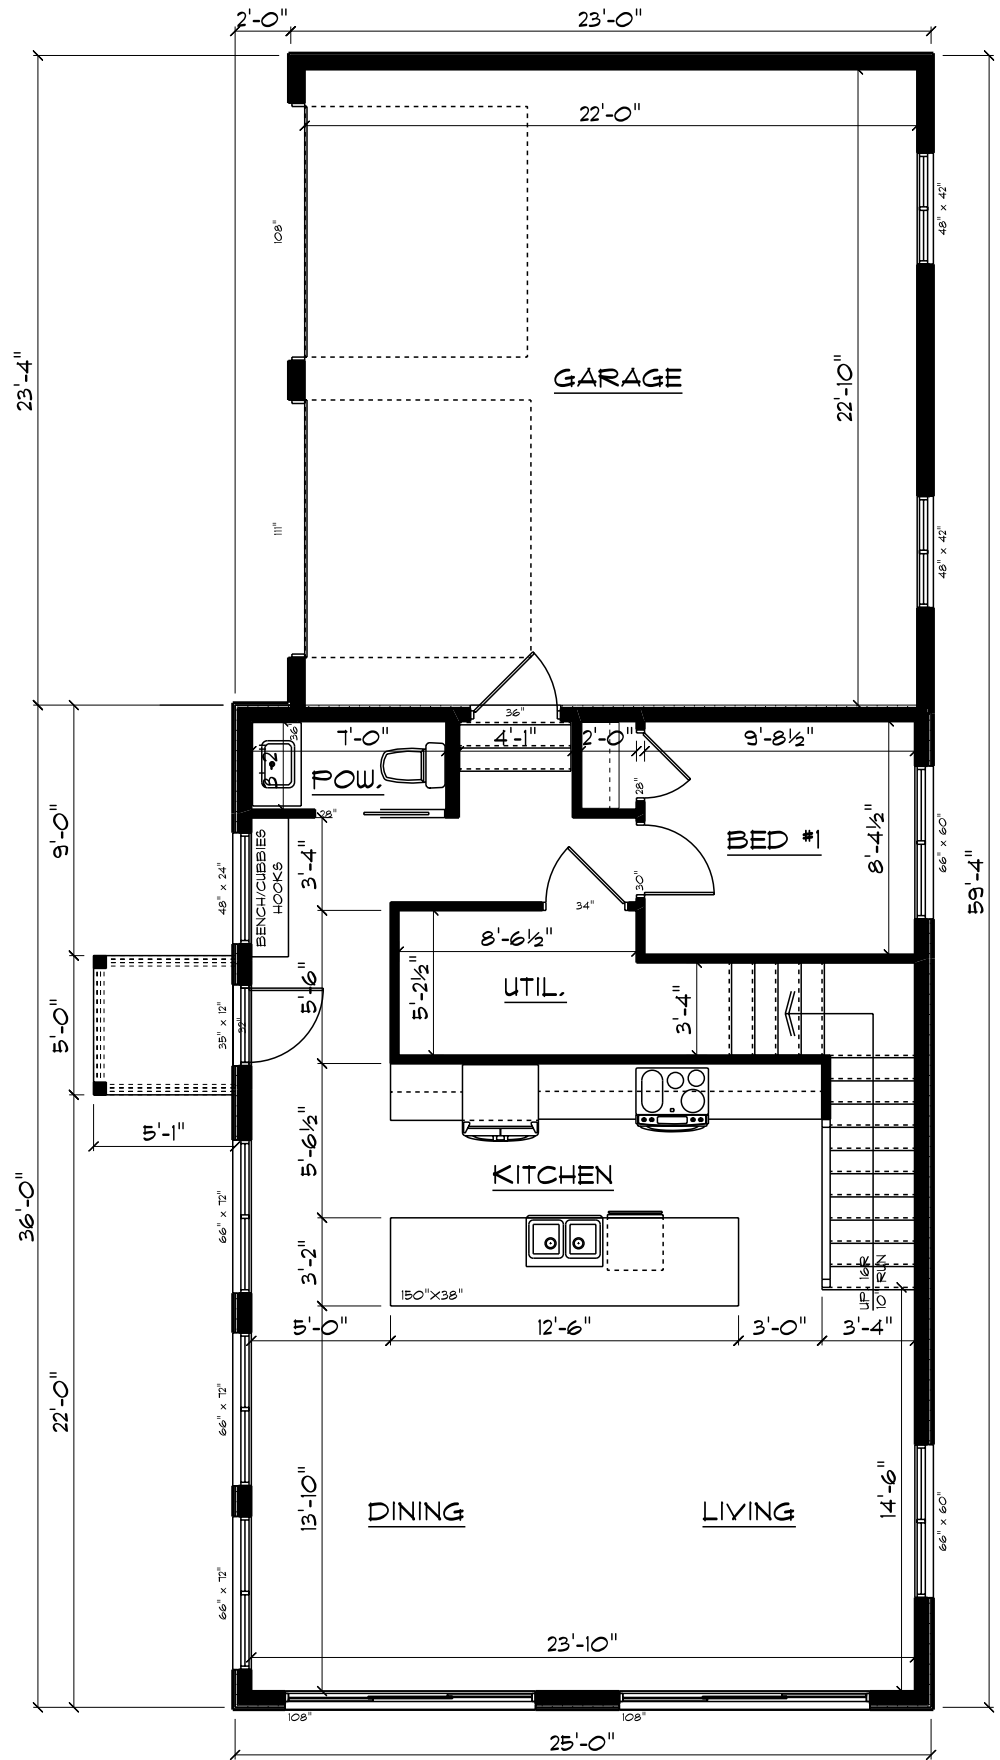 2'-0"
23'-0"
22'-0"
48" x 42"
108"
GARAGE
23'-4"
22'-10"
111"
48" x 42"
36"
36"
7'-0"
4'-1"
2'-0"
9'-8½"
3'-2"
POW.
28"
28"
BED #1
8'-4½"
66" x 60"
59'-4"
9'-0"
48" x 24"
BENCH/CUBBIES
HOOKS
3'-4"
30"
34"
8'-6½"
5'-6"
UTIL.
5'-2½"
3'-4"
5'-0"
35" x 12"
32"
5'-1"
5'-6½"
KITCHEN
36'-0"
66" x 72"
3'-2"
150"X38"
UP 16R
10" RUN
5'-0"
12'-6"
3'-0"
3'-4"
22'-0"
66" x 72"
13'-10"
DINING
LIVING
14'-6"
66" x 60"
66" x 72"
23'-10"
108"
108"
25'-0"